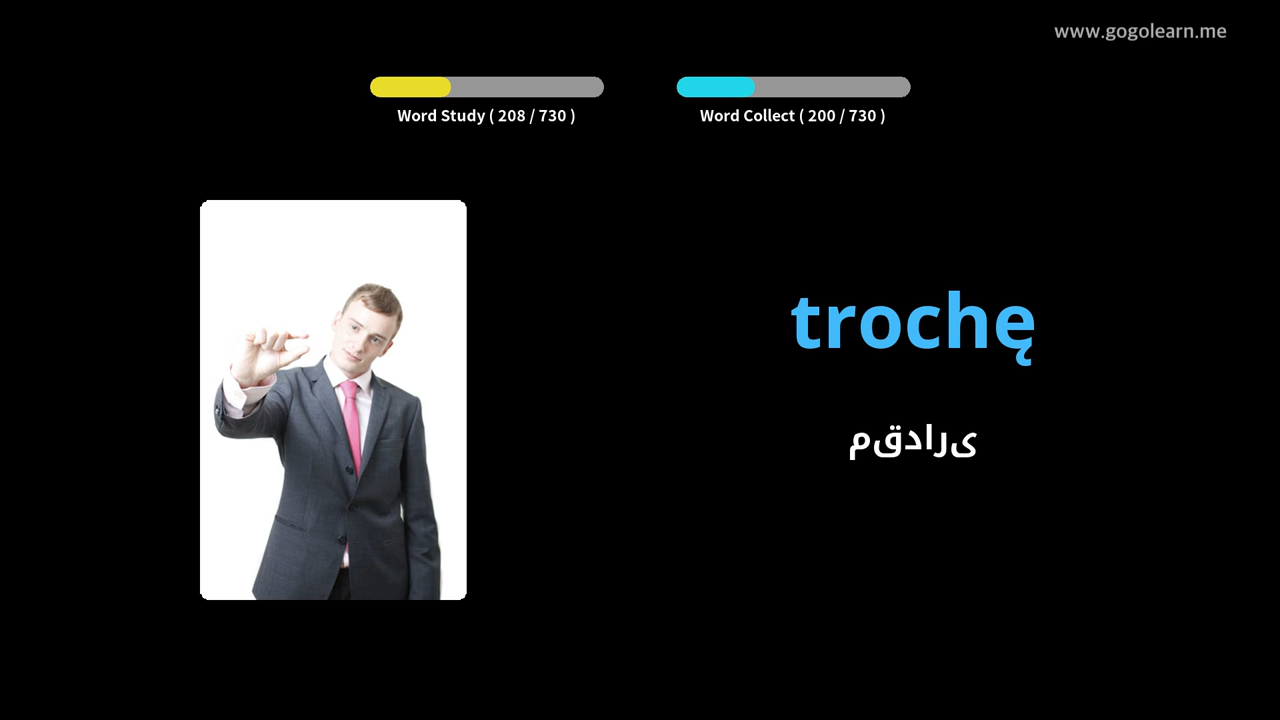 www.gogolearn.me
Word Study ( 208 / 730 )
Word Collect ( 200 / 730 )
trochę
مقداری